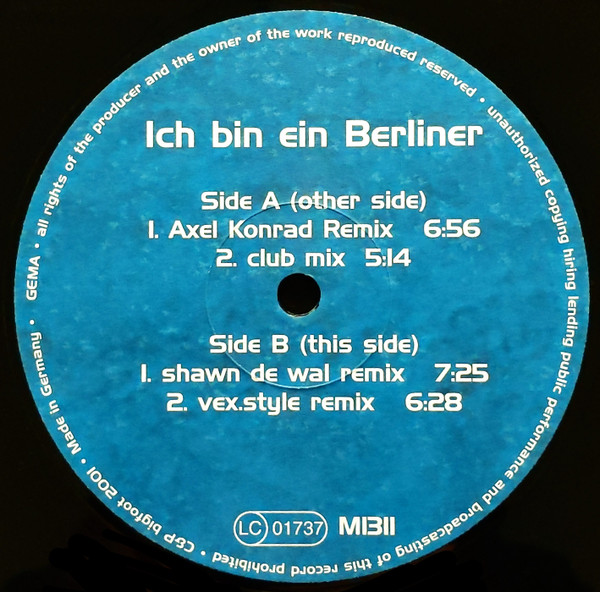 Ich bin ein Berliner
Side A (other side)
1. Axel Konrad Remix 6:56
2. club mix 5:14
Side B (this side)
1. shawn de wal remix 7:25
2. vex.style remix 6:28
LC 01737 MIBII
GEMA • all rights of the producer and the owner of the work reproduced reserved • unauthorized copying hiring lending public performance and broadcasting of this record prohibited • C&P bigfoot 2001 • Made in Germany •